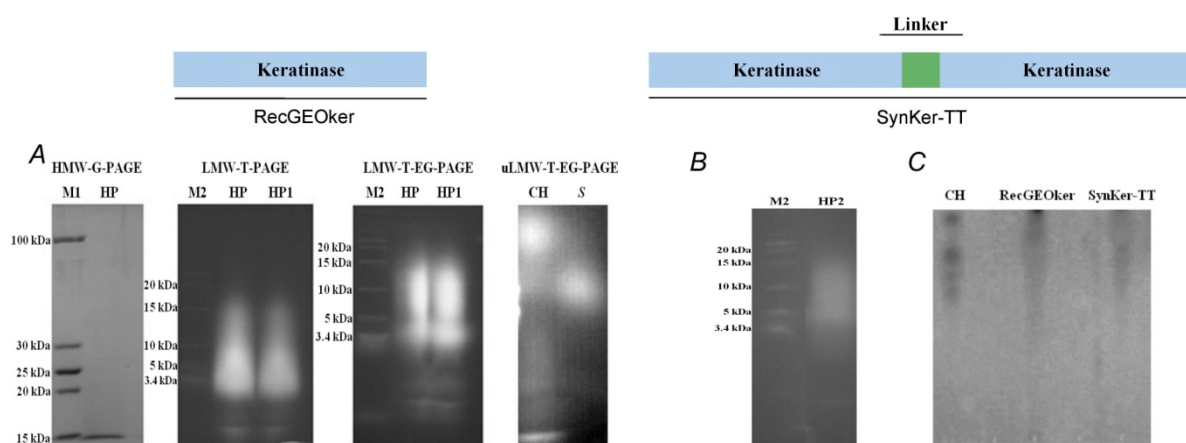 Linker
Keratinase
Keratinase
Keratinase
RecGEOker
SynKer-TT
A
HMW-G-PAGE
LMW-T-PAGE
LMW-T-EG-PAGE
uLMW-T-EG-PAGE
M1 HP
M2 HP HP1
M2 HP HP1
CH S
100 kDa
30 kDa
25 kDa
20 kDa
15 kDa
20 kDa
15 kDa
10 kDa
5 kDa
3.4 kDa
20 kDa
15 kDa
10 kDa
5 kDa
3.4 kDa
B
M2 HP2
20 kDa
15 kDa
10 kDa
5 kDa
3.4 kDa
C
CH RecGEOker SynKer-TT